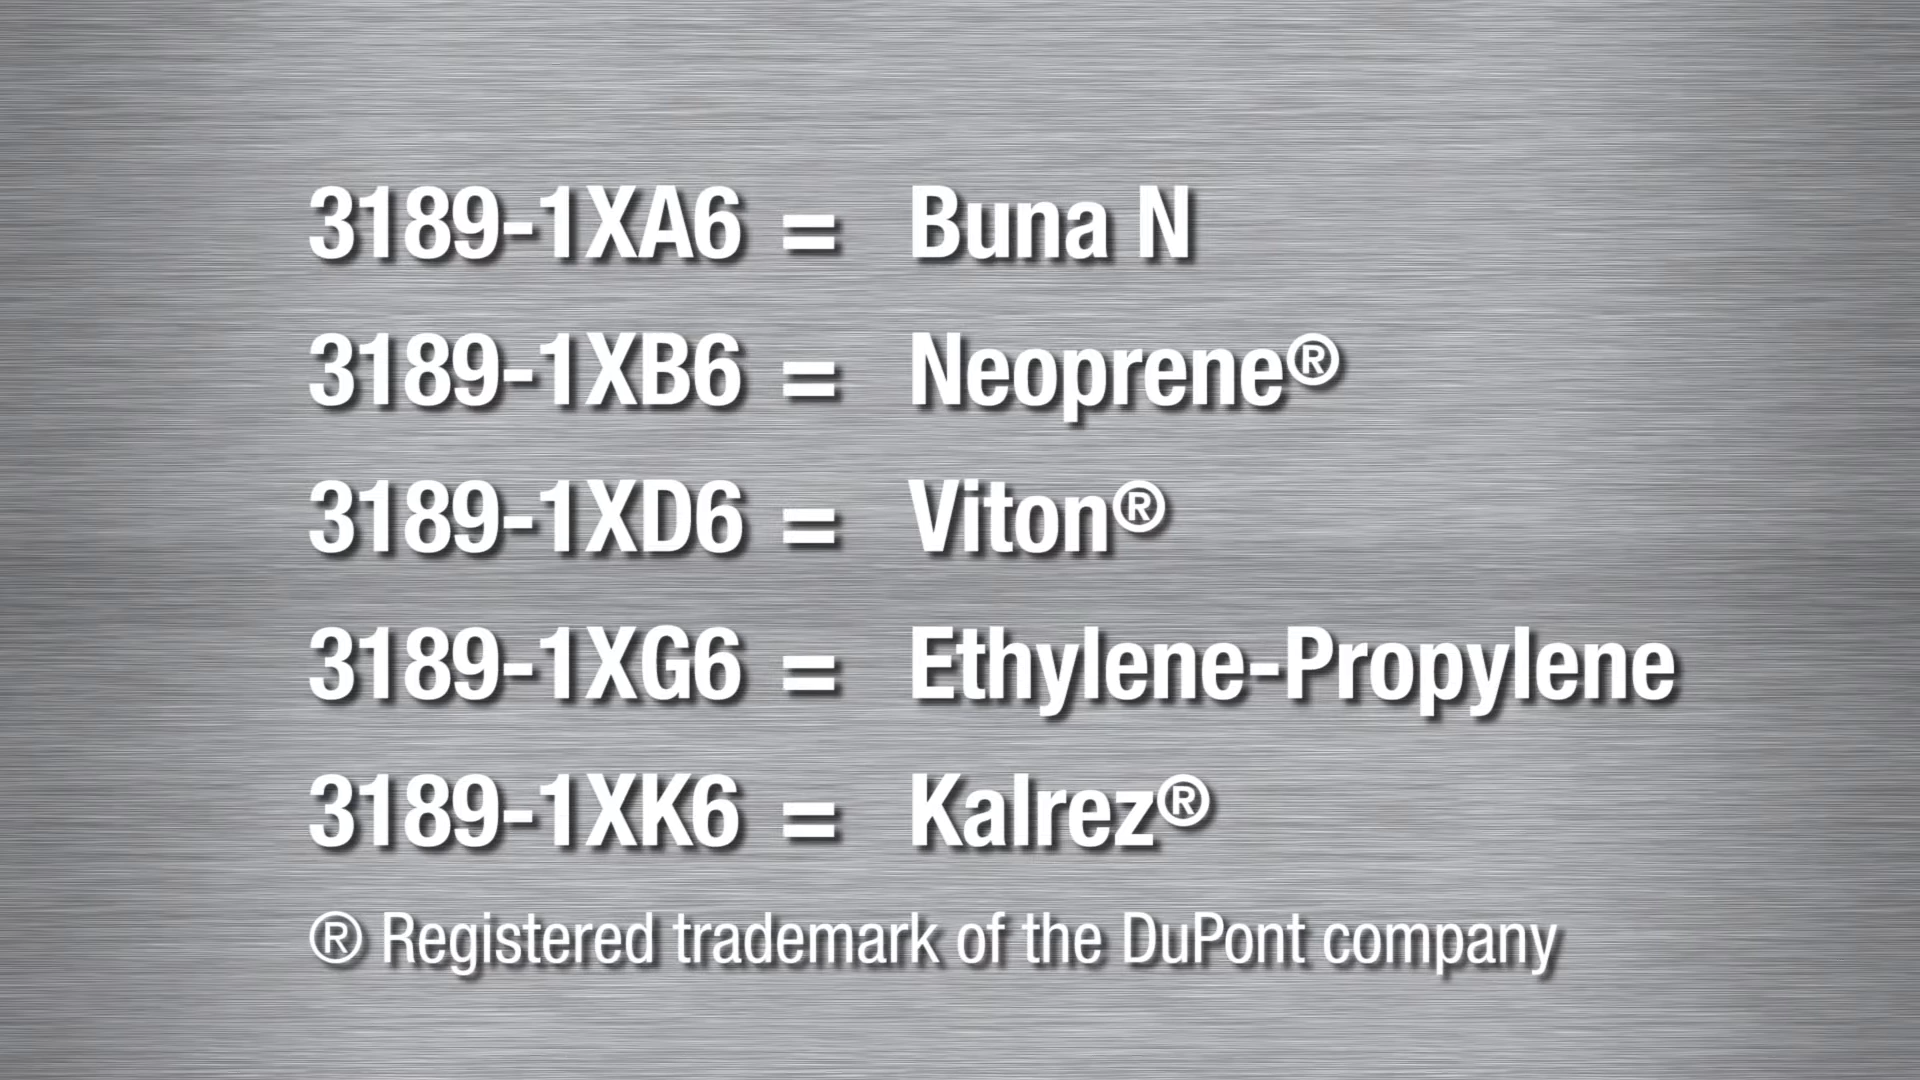 3189-1XA6 = Buna N
3189-1XB6 = Neoprene®
3189-1XD6 = Viton®
3189-1XG6 = Ethylene-Propylene
3189-1XK6 = Kalrez®
® Registered trademark of the DuPont company